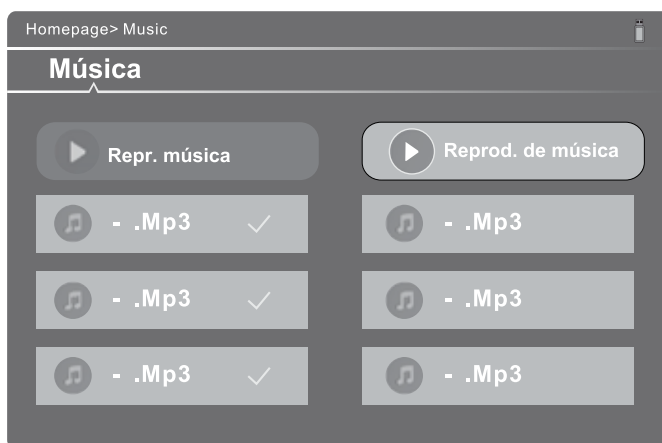 Homepage> Music
Música
Repr. música
Reprod. de música
- .Mp3
- .Mp3
- .Mp3
- .Mp3
- .Mp3
- .Mp3